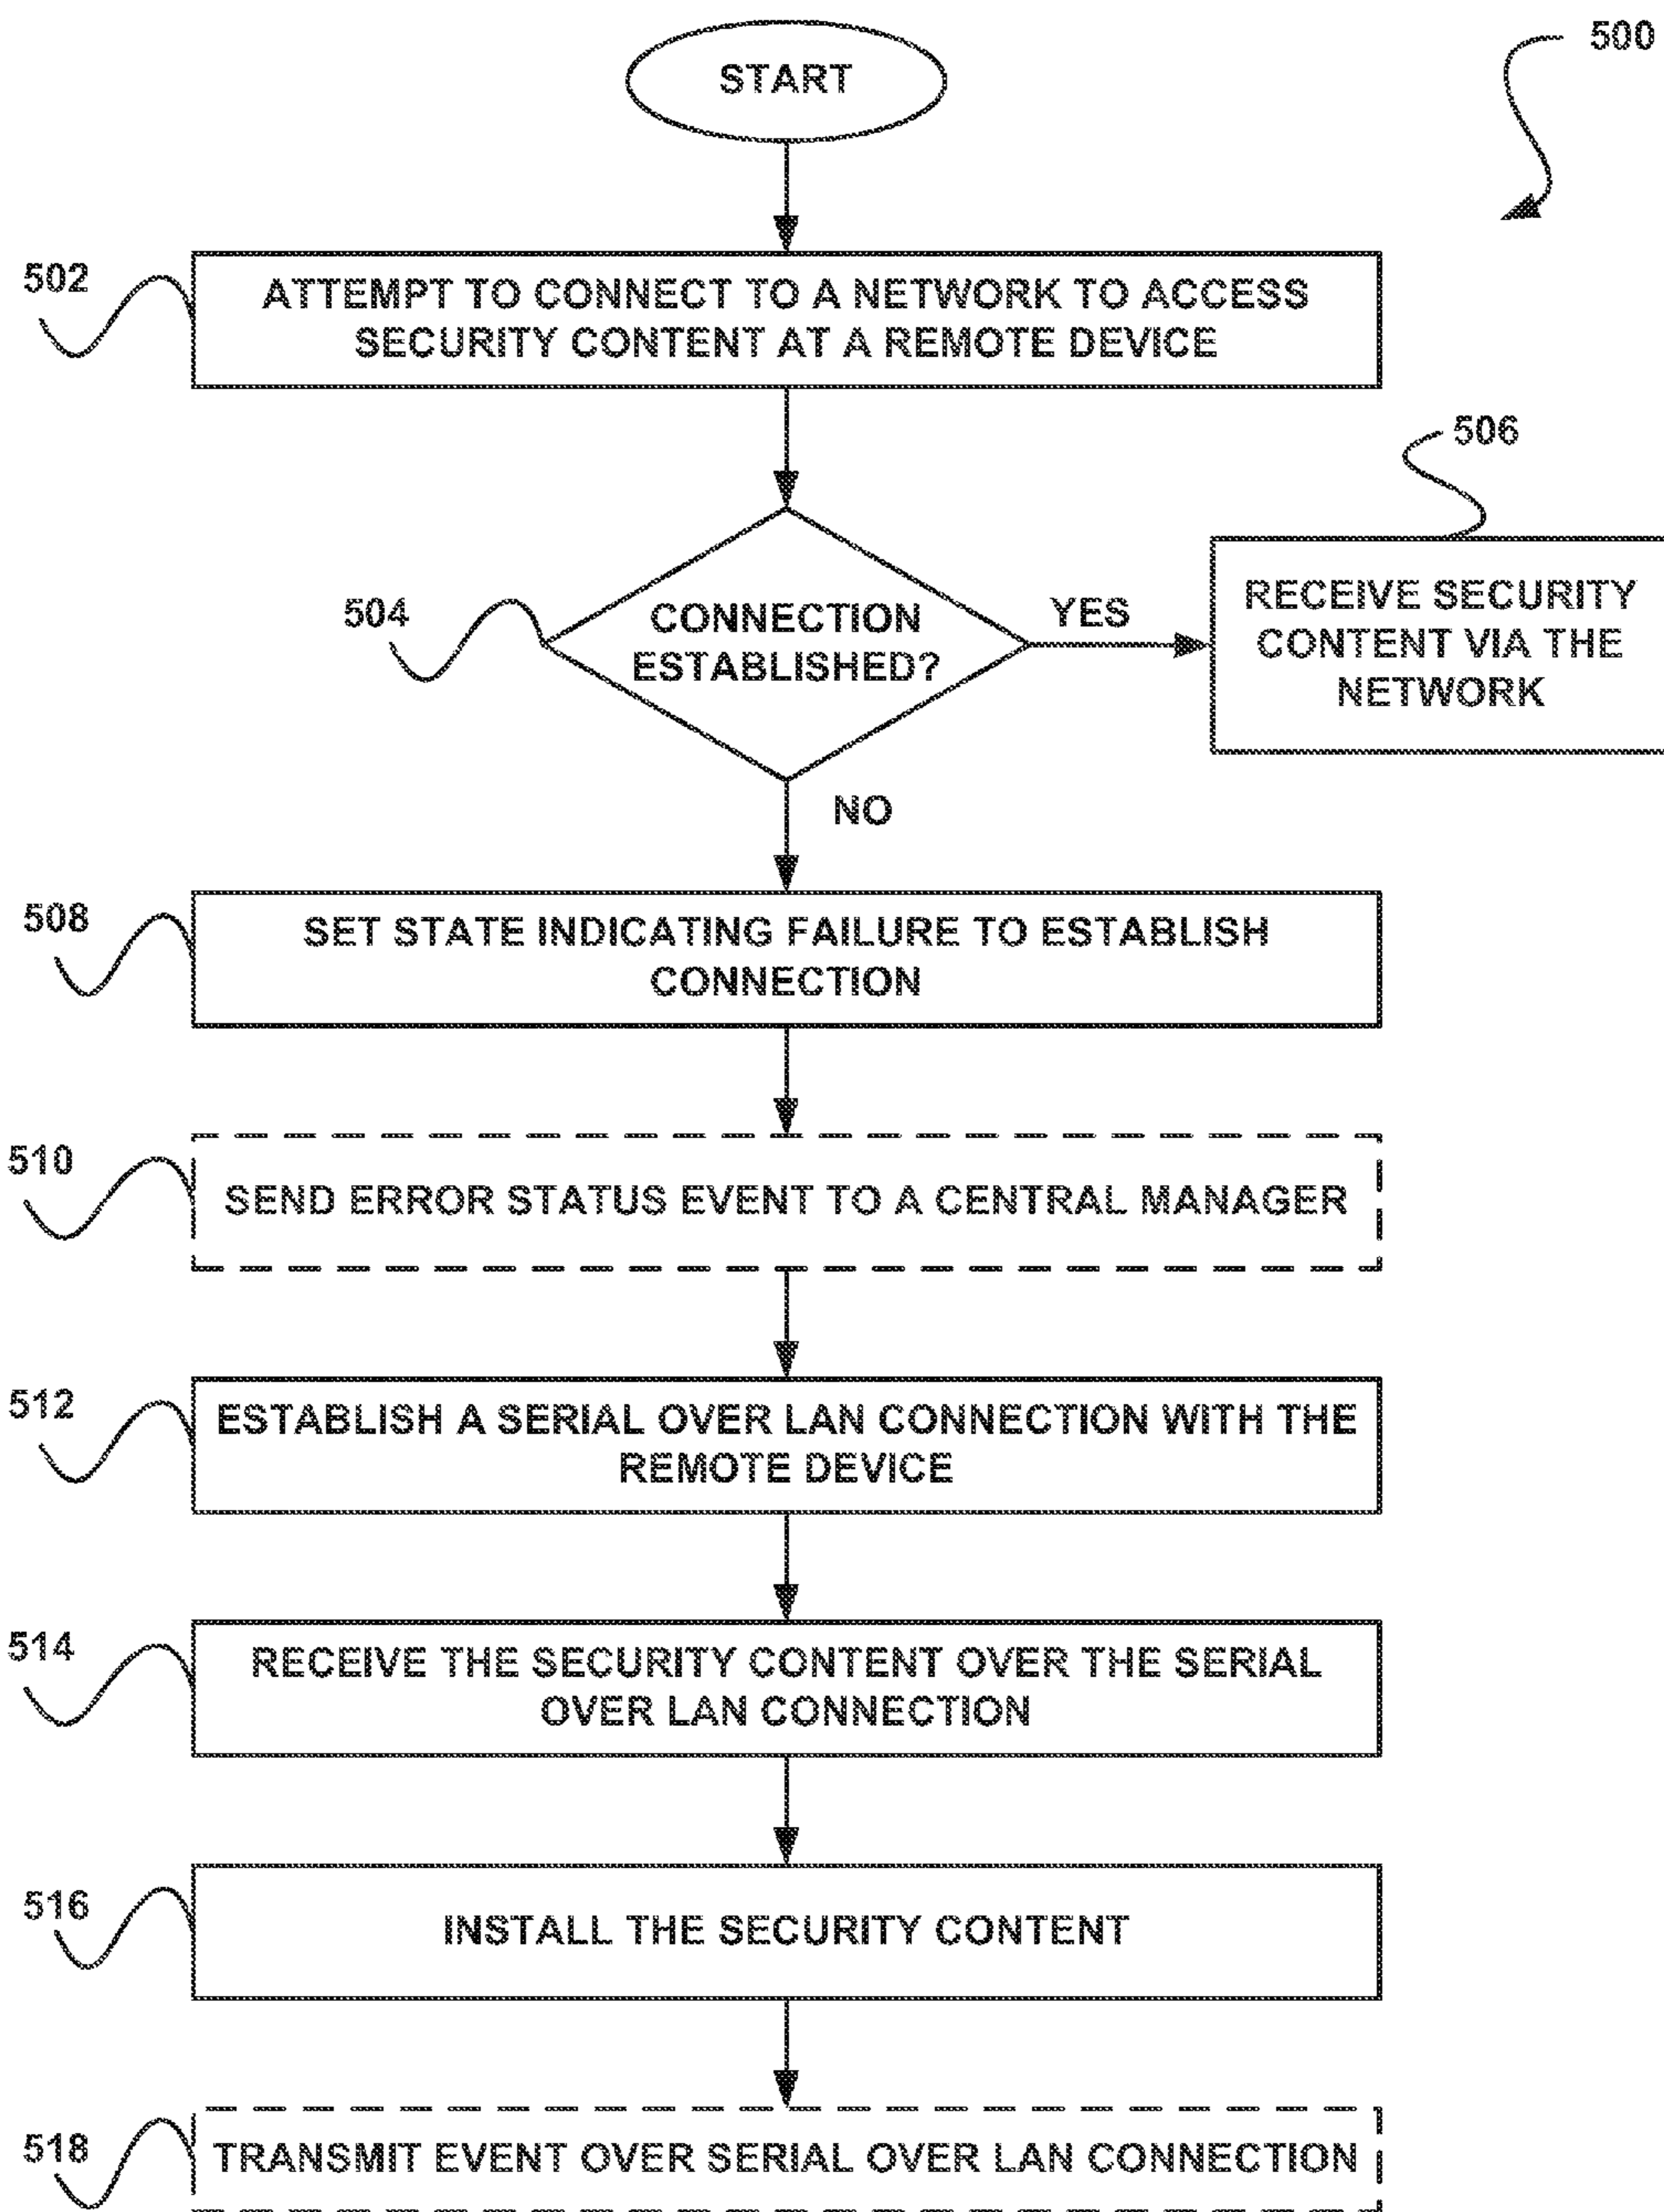 START
500
502
ATTEMPT TO CONNECT TO A NETWORK TO ACCESS
SECURITY CONTENT AT A REMOTE DEVICE
506
504
CONNECTION
ESTABLISHED?
YES
RECEIVE SECURITY
CONTENT VIA THE
NETWORK
NO
508
SET STATE INDICATING FAILURE TO ESTABLISH
CONNECTION
510
SEND ERROR STATUS EVENT TO A CENTRAL MANAGER
512
ESTABLISH A SERIAL OVER LAN CONNECTION WITH THE
REMOTE DEVICE
514
RECEIVE THE SECURITY CONTENT OVER THE SERIAL
OVER LAN CONNECTION
516
INSTALL THE SECURITY CONTENT
518
TRANSMIT EVENT OVER SERIAL OVER LAN CONNECTION